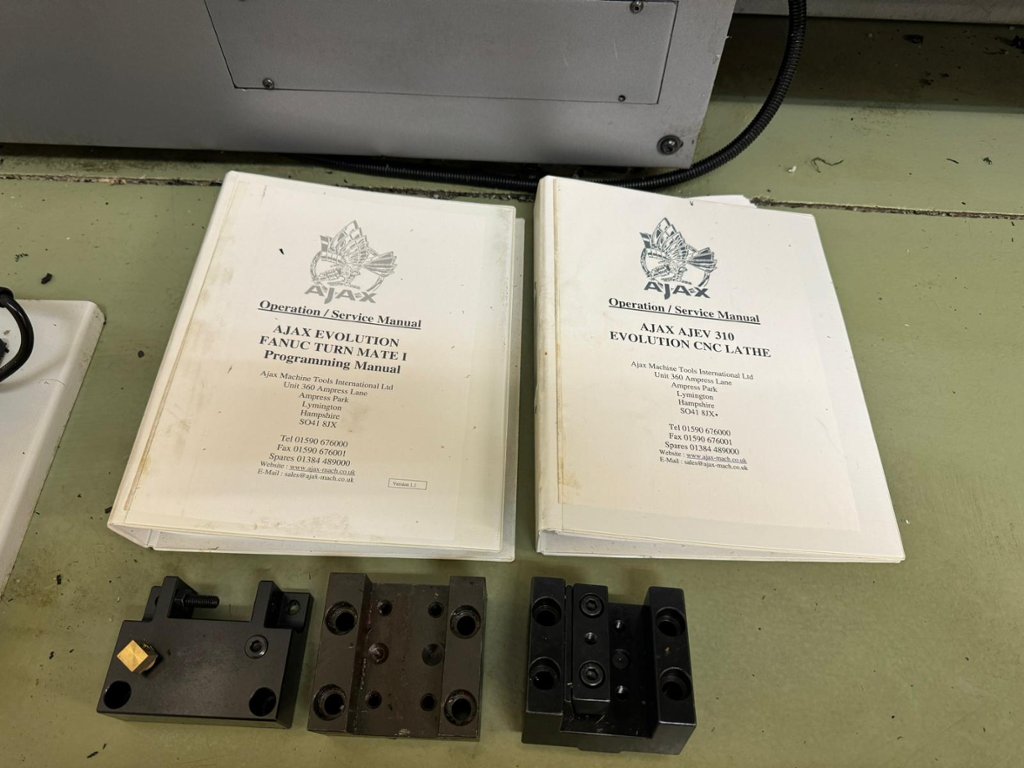 AJAX
Operation / Service Manual
AJAX EVOLUTION
FANUC TURN MATE I
Programming Manual
Ajax Machine Tools International Ltd
Unit 360 Ampress Lane
Ampress Park
Lymington
Hampshire
SO41 8JX
Tel 01590 676000
Fax 01590 676001
Spares 01384 489000
Website : www.ajax-mach.co.uk
E-Mail : sales@ajax-mach.co.uk
Version 1.1
AJAX
Operation / Service Manual
AJAX AJEV 310
EVOLUTION CNC LATHE
Ajax Machine Tools International Ltd
Unit 360 Ampress Lane
Ampress Park
Lymington
Hampshire
SO41 8JX
Tel 01590 676000
Fax 01590 676001
Spares 01384 489000
Website : www.ajax-mach.co.uk
E-Mail : sales@ajax-mach.co.uk